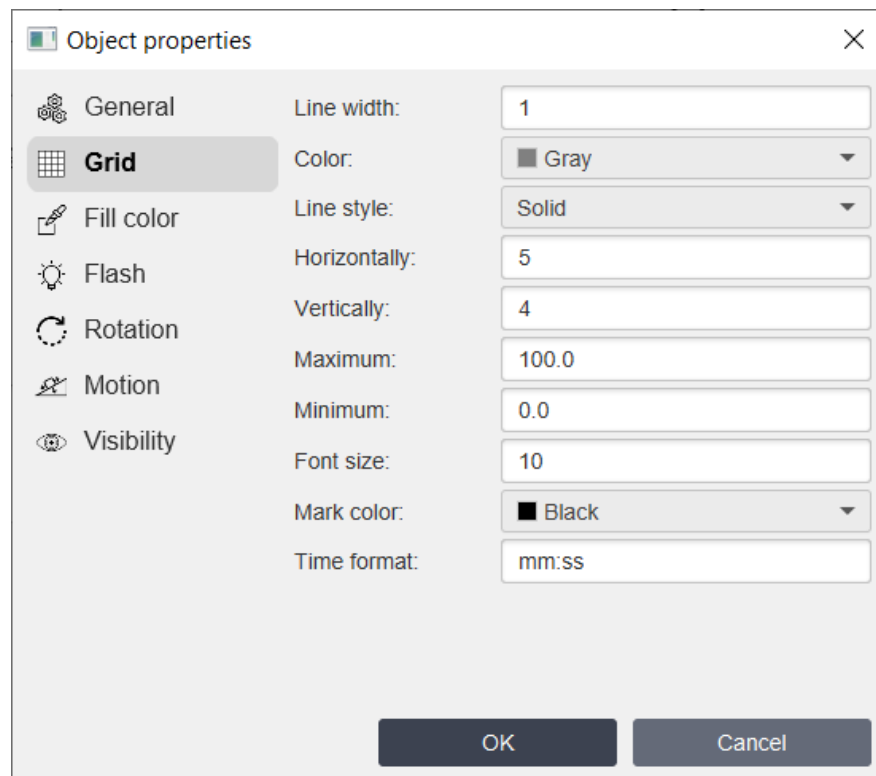 Object properties
General
Grid
Fill color
Flash
Rotation
Motion
Visibility
Line width: 1
Color: Gray
Line style: Solid
Horizontally: 5
Vertically: 4
Maximum: 100.0
Minimum: 0.0
Font size: 10
Mark color: Black
Time format: mm:ss
OK Cancel